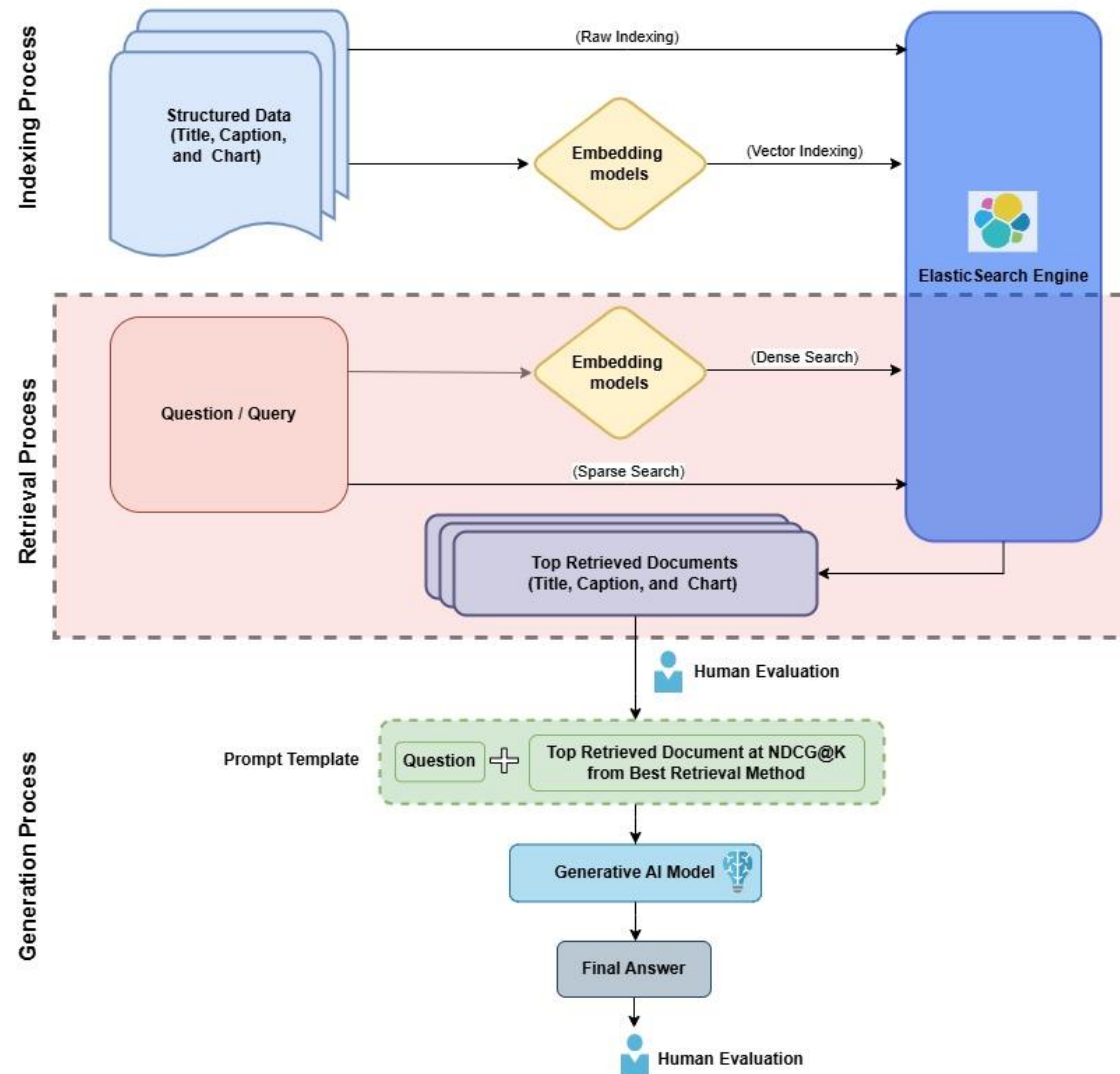 Indexing Process
(Raw Indexing)
Structured Data
(Title, Caption,
and Chart)
Embedding
models
(Vector Indexing)
ElasticSearch Engine
Retrieval Process
Question / Query
Embedding
models
(Dense Search)
(Sparse Search)
Top Retrieved Documents
(Title, Caption, and Chart)
Human Evaluation
Generation Process
Prompt Template
Question
Top Retrieved Document at NDCG@K
from Best Retrieval Method
Generative AI Model
Final Answer
Human Evaluation